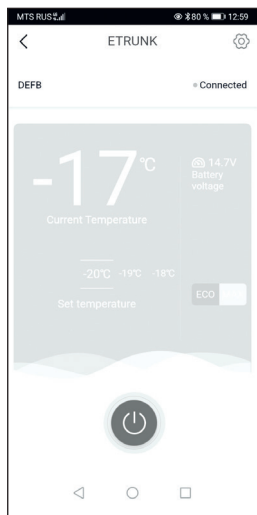 MTS RUS 80 % 12:59
ETRUNK
DEFB Connected
-17°C
14.7V
Battery
voltage
Current Temperature
-20°C -19°C -18°C
Set temperature
ECO